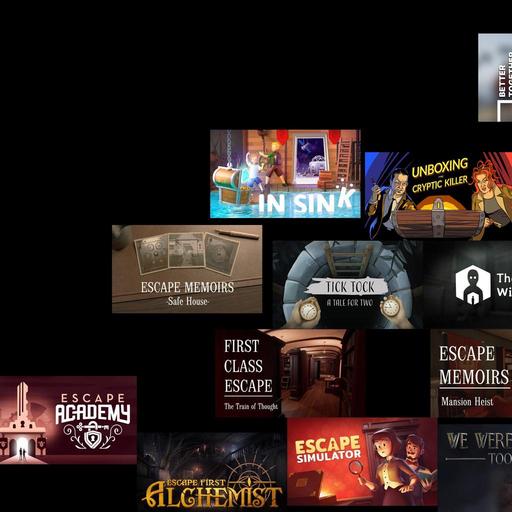 BETTER
TOGETHER
IN SINK
UNBOXING
THE
CRYPTIC KILLER
ESCAPE MEMOIRS
-Safe House-
TICK TOCK
A TALE FOR TWO
The
Wi
FIRST
CLASS
ESCAPE
The Train of Thought
ESCAPE
MEMOIRS
Mansion Heist
ESCAPE
ACADEMY
ESCAPE FIRST
ALCHEMIST
ESCAPE
SIMULATOR
WE WERE
TOO